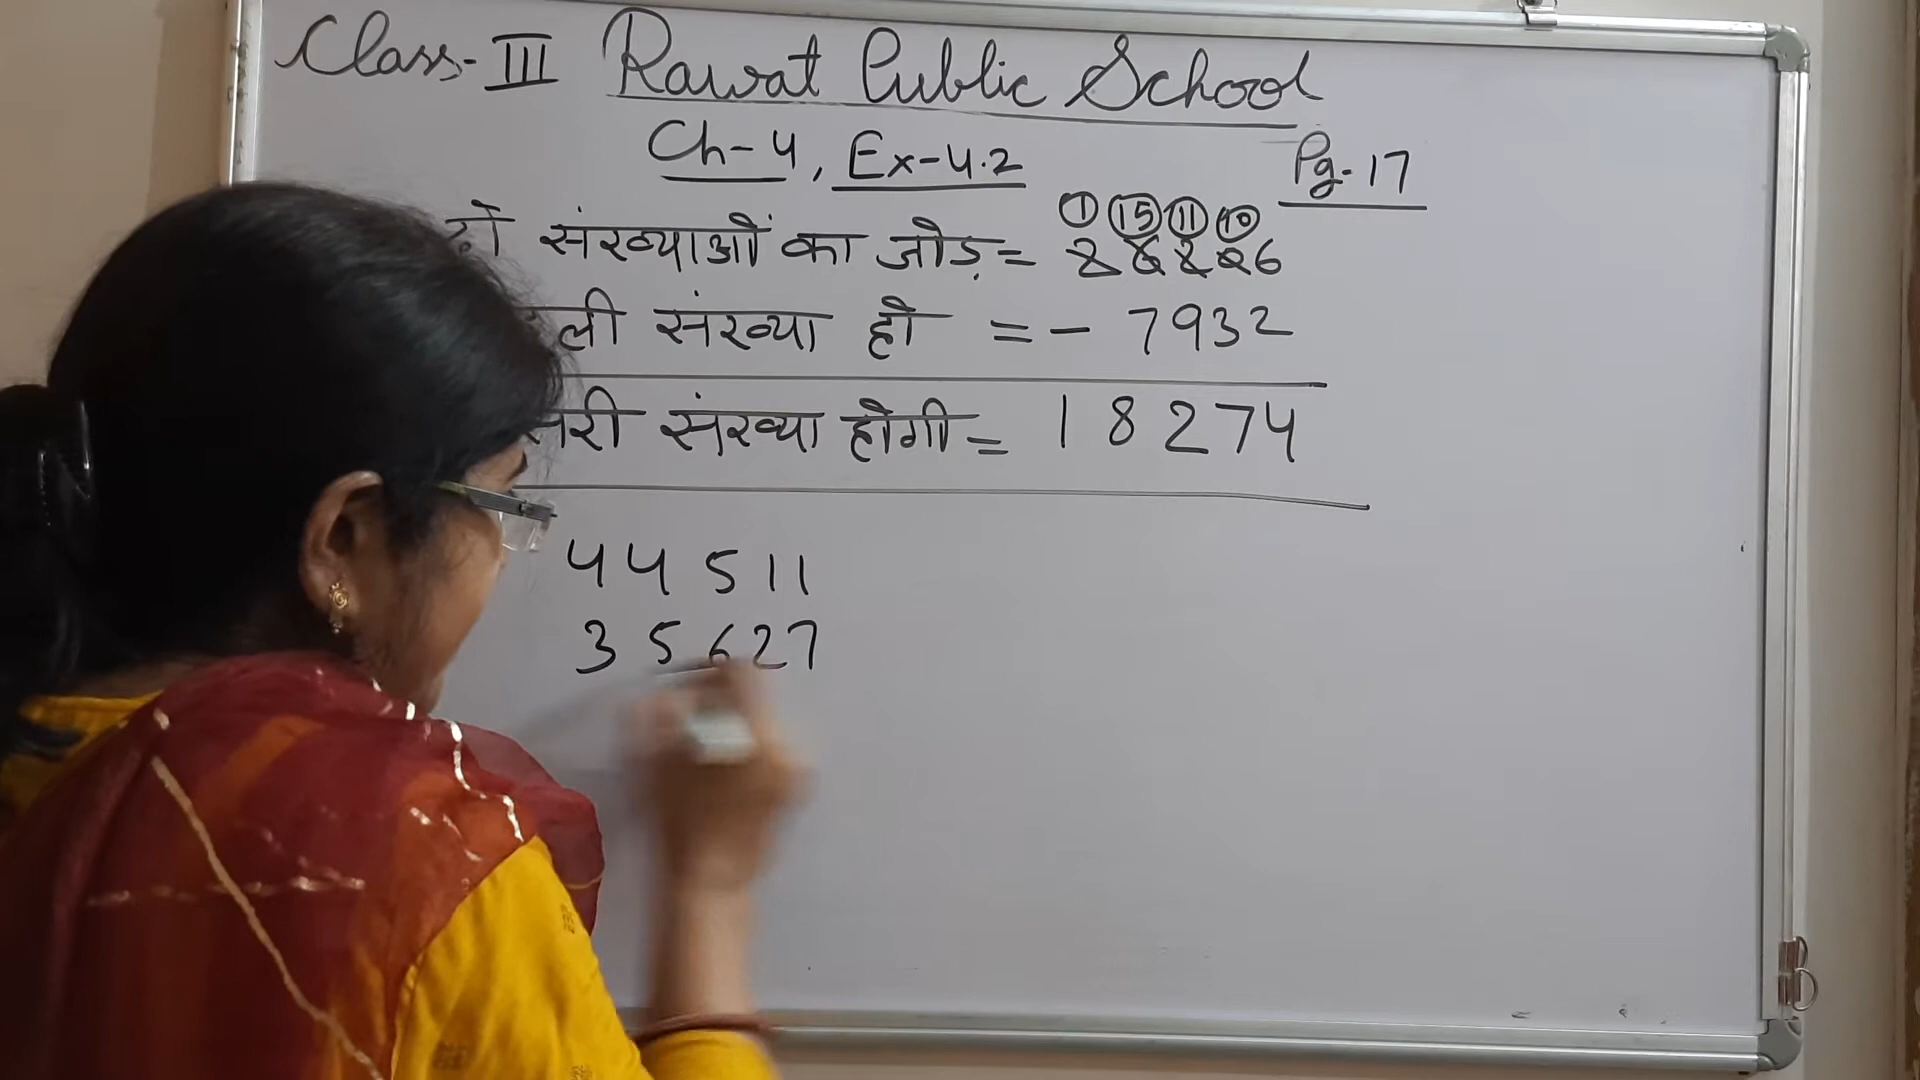 Class-III Rawat Public School
Ch-4, Ex-4.2 Pg-17
① ⑮ ⑪ ⑩
दो संख्याओं का जोड़ = 26206
ली संख्या हो = - 7932
सरी संख्या होगी = 18274
44511
35627